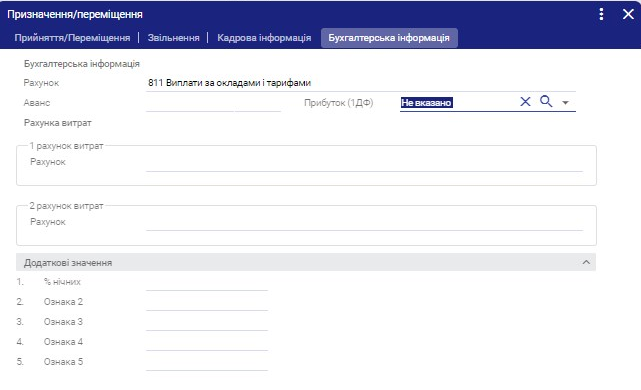 Призначення/переміщення
Прийняття/Переміщення | Звільнення | Кадрова інформація Бухгалтерська інформація
Бухгалтерська інформація
Рахунок 811 Виплати за окладами і тарифами
Аванс Прибуток (1ДФ) Не вказано
Рахунка витрат
1 рахунок витрат
Рахунок
2 рахунок витрат
Рахунок
Додаткові значення
1. % нічних
2. Ознака 2
3. Ознака 3
4. Ознака 4
5. Ознака 5